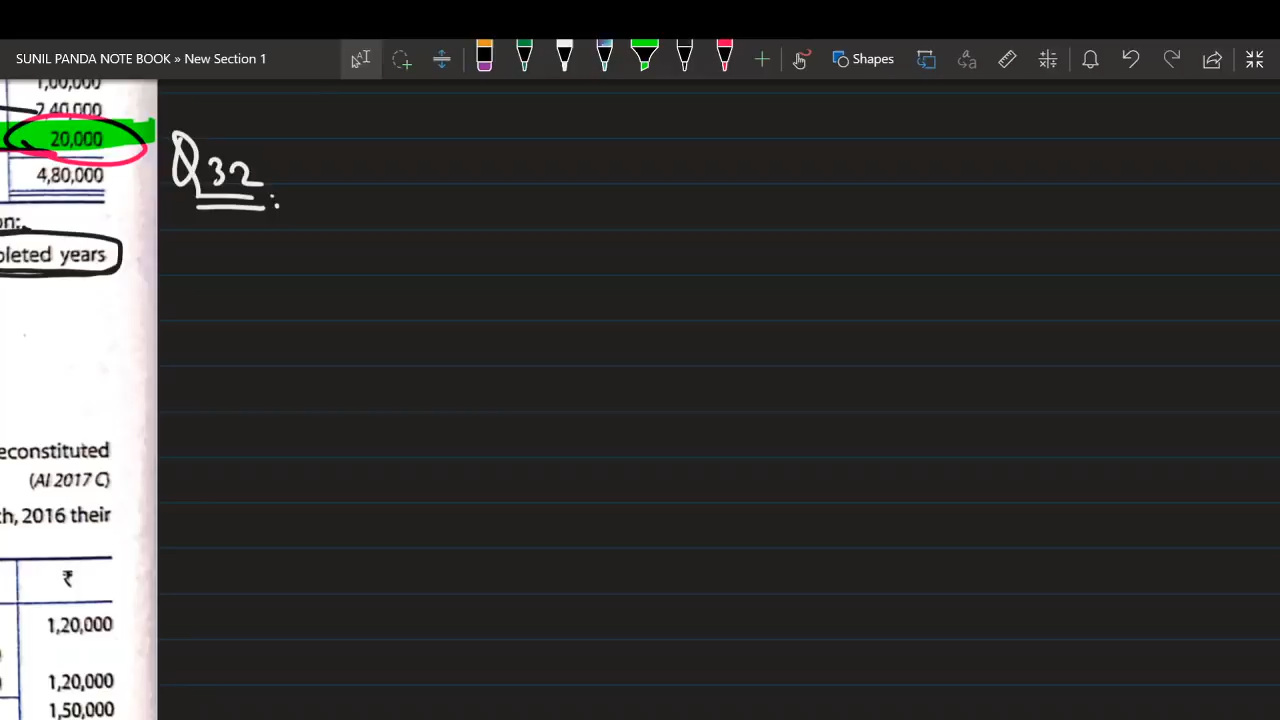 SUNIL PANDA NOTE BOOK » New Section 1
Shapes
1,00,000
2,40,000
20,000
4,80,000
on:
pleted years
Q32:
econstituted
(AI 2017 C)
h, 2016 their
₹
1,20,000
1,20,000
1,50,000